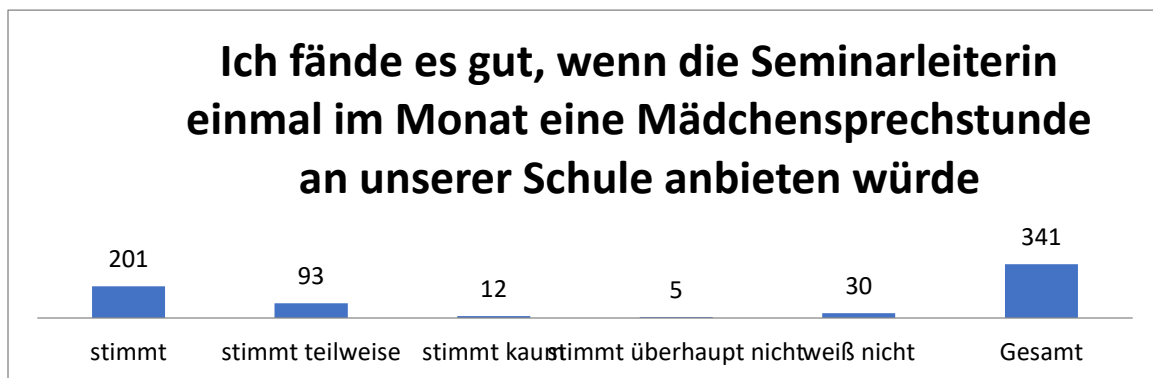 Ich fände es gut, wenn die Seminarleiterin
einmal im Monat eine Mädchensprechstunde
an unserer Schule anbieten würde
201 93 12 5 30 341
stimmt stimmt teilweise stimmt kaum stimmt überhaupt nicht weiß nicht Gesamt